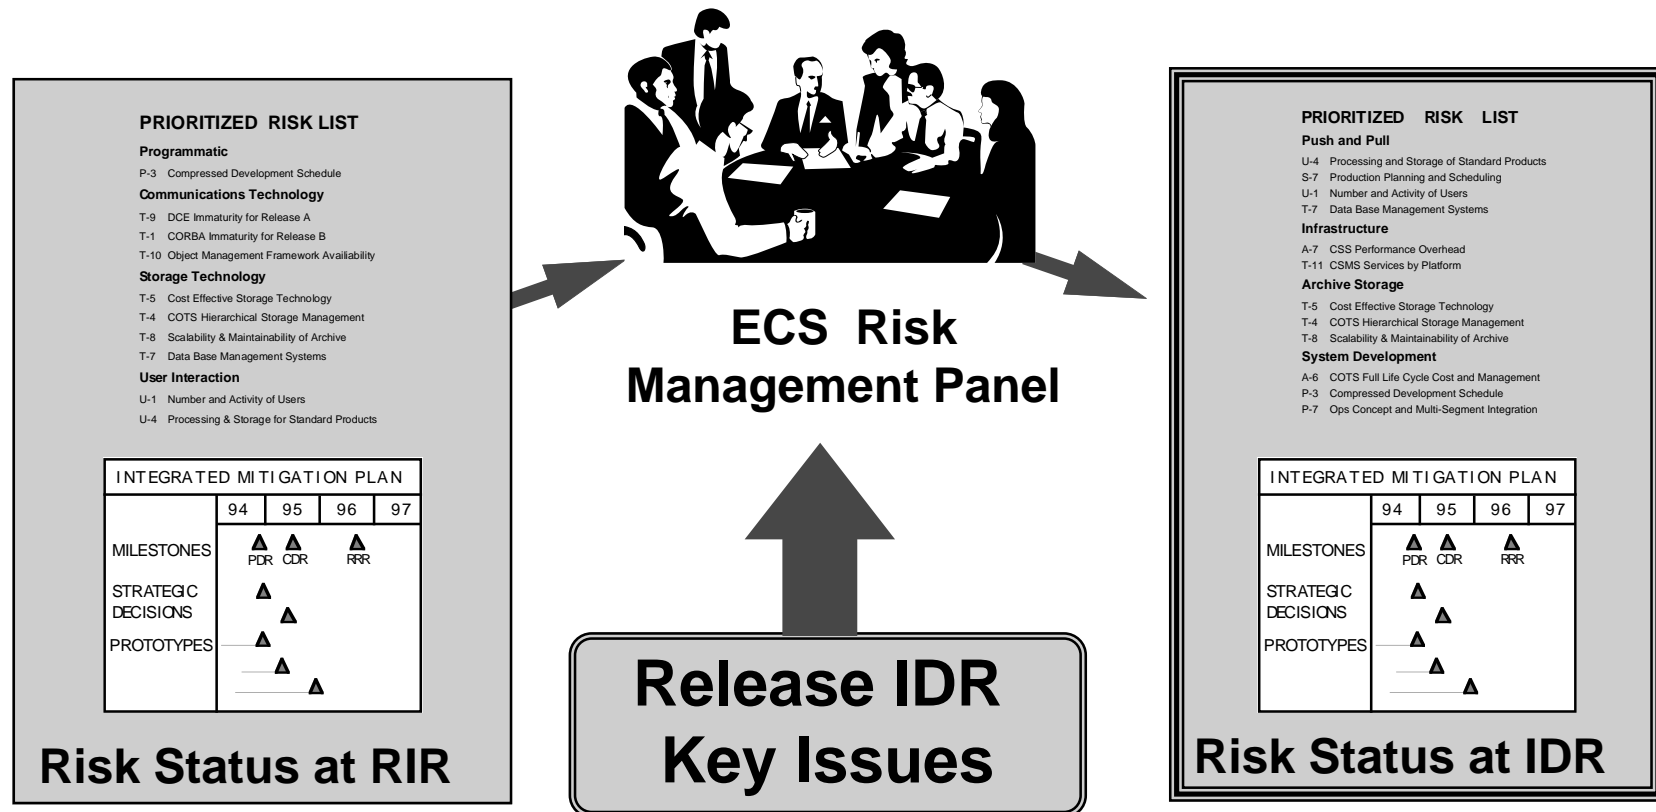 PRIORITIZED RISK LIST
Programmatic
P-3 Compressed Development Schedule
Communications Technology
T-9 DCE Immaturity for Release A
T-1 CORBA Immaturity for Release B
T-10 Object Management Framework Availiability
Storage Technology
T-5 Cost Effective Storage Technology
T-4 COTS Hierarchical Storage Management
T-8 Scalability & Maintainability of Archive
T-7 Data Base Management Systems
User Interaction
U-1 Number and Activity of Users
U-4 Processing & Storage for Standard Products
INTEGRATED MITIGATION PLAN
94 95 96 97
MILESTONES
PDR CDR RRR
STRATEGIC
DECISIONS
PROTOTYPES
Risk Status at RIR
ECS Risk
Management Panel
Release IDR
Key Issues
PRIORITIZED RISK LIST
Push and Pull
U-4 Processing and Storage of Standard Products
S-7 Production Planning and Scheduling
U-1 Number and Activity of Users
T-7 Data Base Management Systems
Infrastructure
A-7 CSS Performance Overhead
T-11 CSMS Services by Platform
Archive Storage
T-5 Cost Effective Storage Technology
T-4 COTS Hierarchical Storage Management
T-8 Scalability & Maintainability of Archive
System Development
A-6 COTS Full Life Cycle Cost and Management
P-3 Compressed Development Schedule
P-7 Ops Concept and Multi-Segment Integration
INTEGRATED MITIGATION PLAN
94 95 96 97
MILESTONES
PDR CDR RRR
STRATEGIC
DECISIONS
PROTOTYPES
Risk Status at IDR